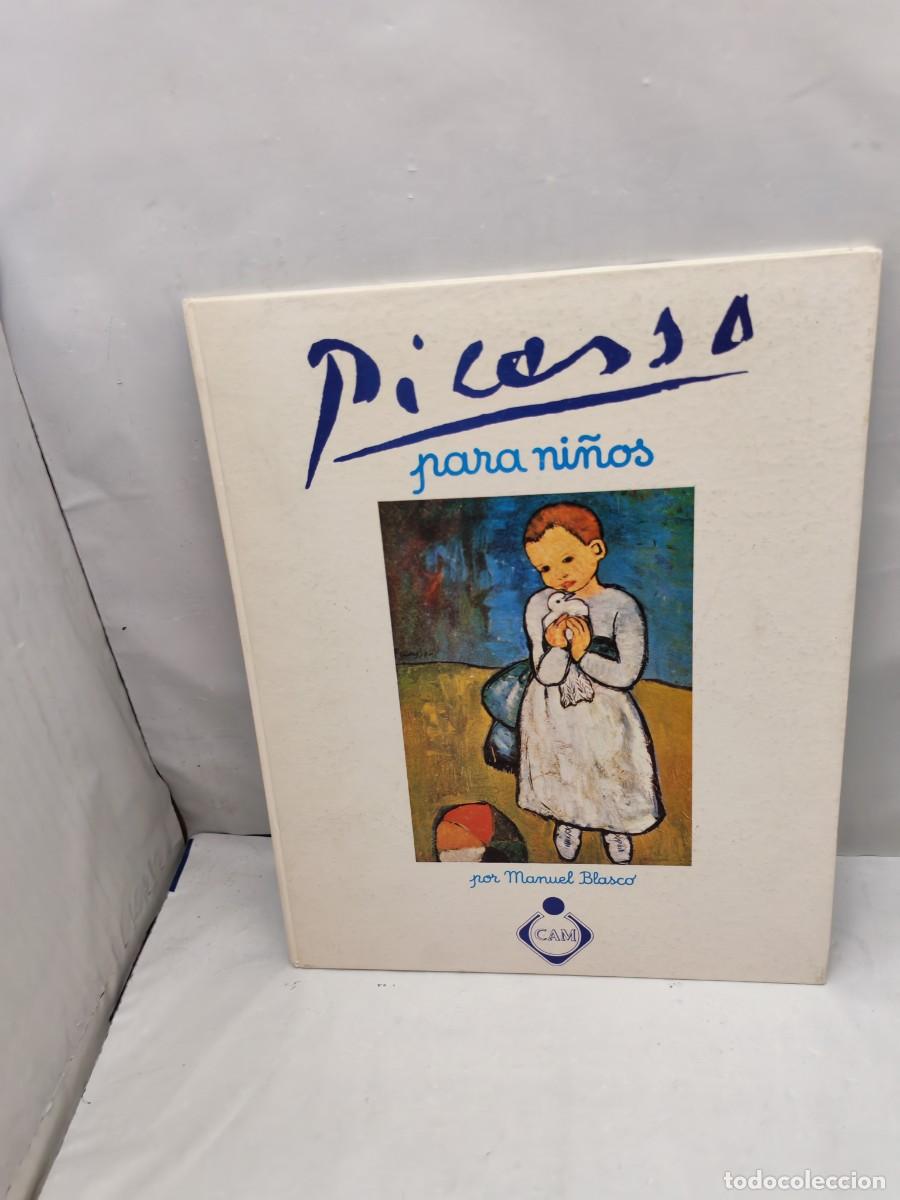 Picasso
para niños
por Manuel Blasco
CAM
todocoleccion